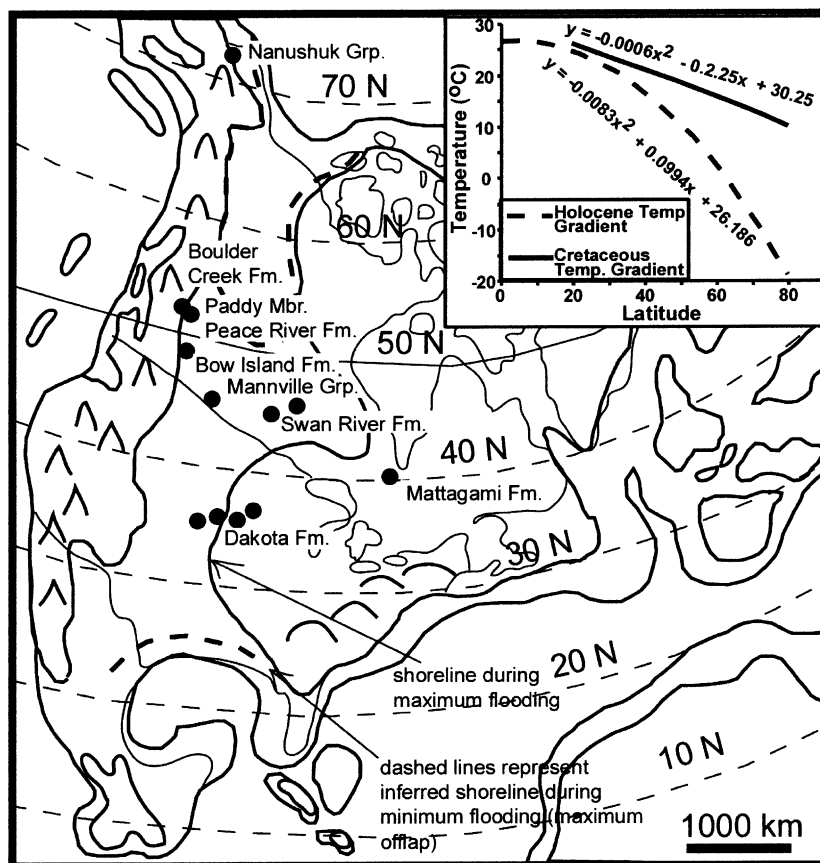 Nanushuk Grp.
70 N
60 N
Boulder
Creek Fm.
Paddy Mbr.
Peace River Fm.
50 N
Bow Island Fm.
Mannville Grp.
Swan River Fm.
40 N
Mattagami Fm.
Dakota Fm.
30 N
shoreline during
maximum flooding
20 N
dashed lines represent
inferred shoreline during
minimum flooding (maximum
offlap)
10 N
1000 km
Temperature (°C)
30
20
10
0
-10
-20
y = -0.0006x² - 0.2.25x + 30.25
y = -0.0083x² + 0.0994x + 26.186
Holocene Temp
Gradient
Cretaceous
Temp. Gradient
0 20 40 60 80
Latitude